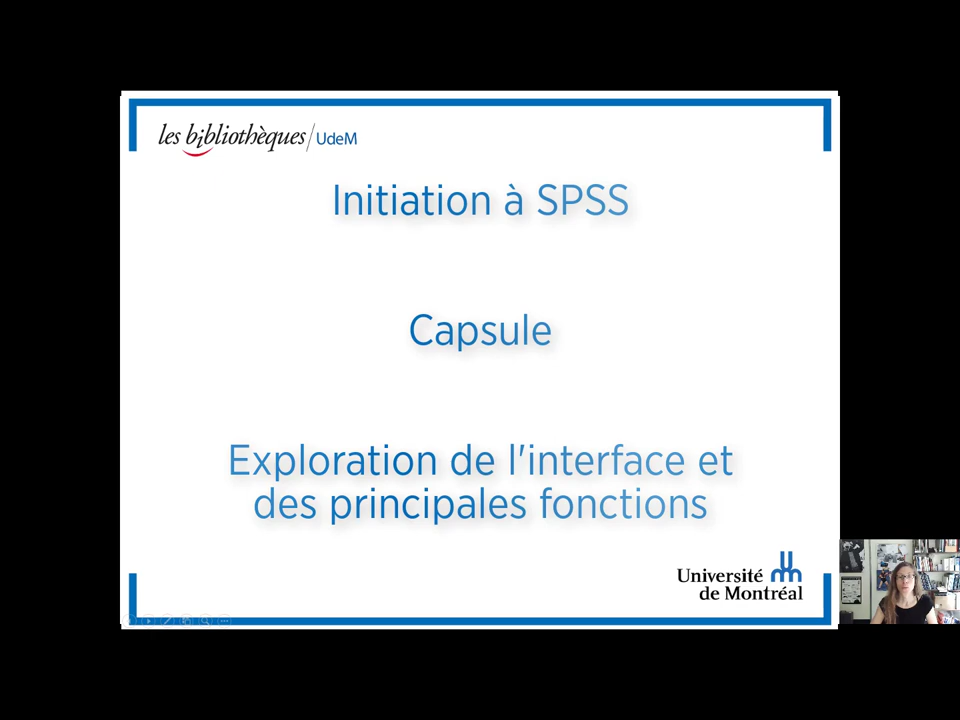 les bibliothèques/UdeM
Initiation à SPSS
Capsule
Exploration de l'interface et
des principales fonctions
Université
de Montréal